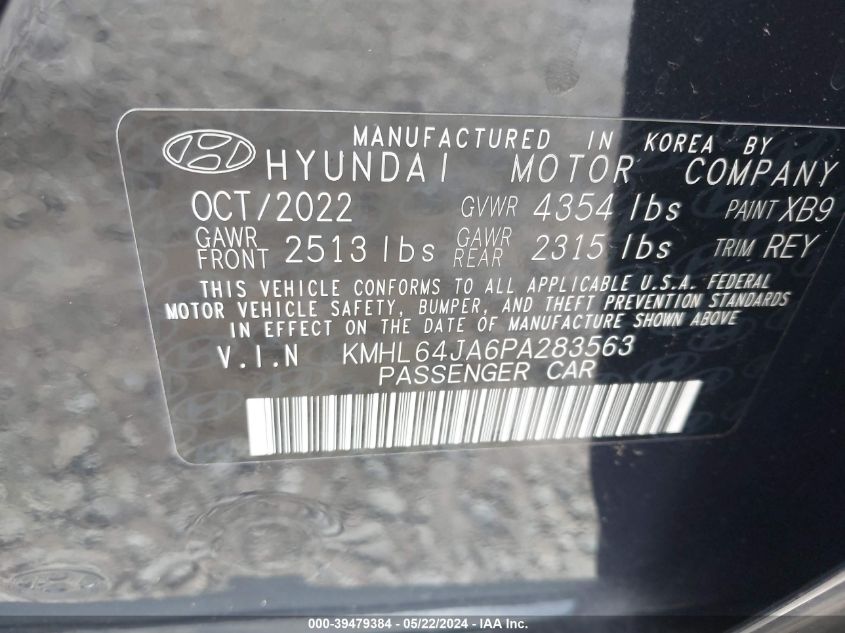 MANUFACTURED IN KOREA BY
HYUNDAI MOTOR COMPANY
OCT/2022 GVWR 4354 lbs PAINT XB9
GAWR FRONT 2513 lbs GAWR REAR 2315 lbs TRIM REY
THIS VEHICLE CONFORMS TO ALL APPLICABLE U.S.A. FEDERAL
MOTOR VEHICLE SAFETY, BUMPER, AND THEFT PREVENTION STANDARDS
IN EFFECT ON THE DATE OF MANUFACTURE SHOWN ABOVE
V.I.N KMHL64JA6PA283563
PASSENGER CAR
000-39479384 - 05/22/2024 - IAA Inc.